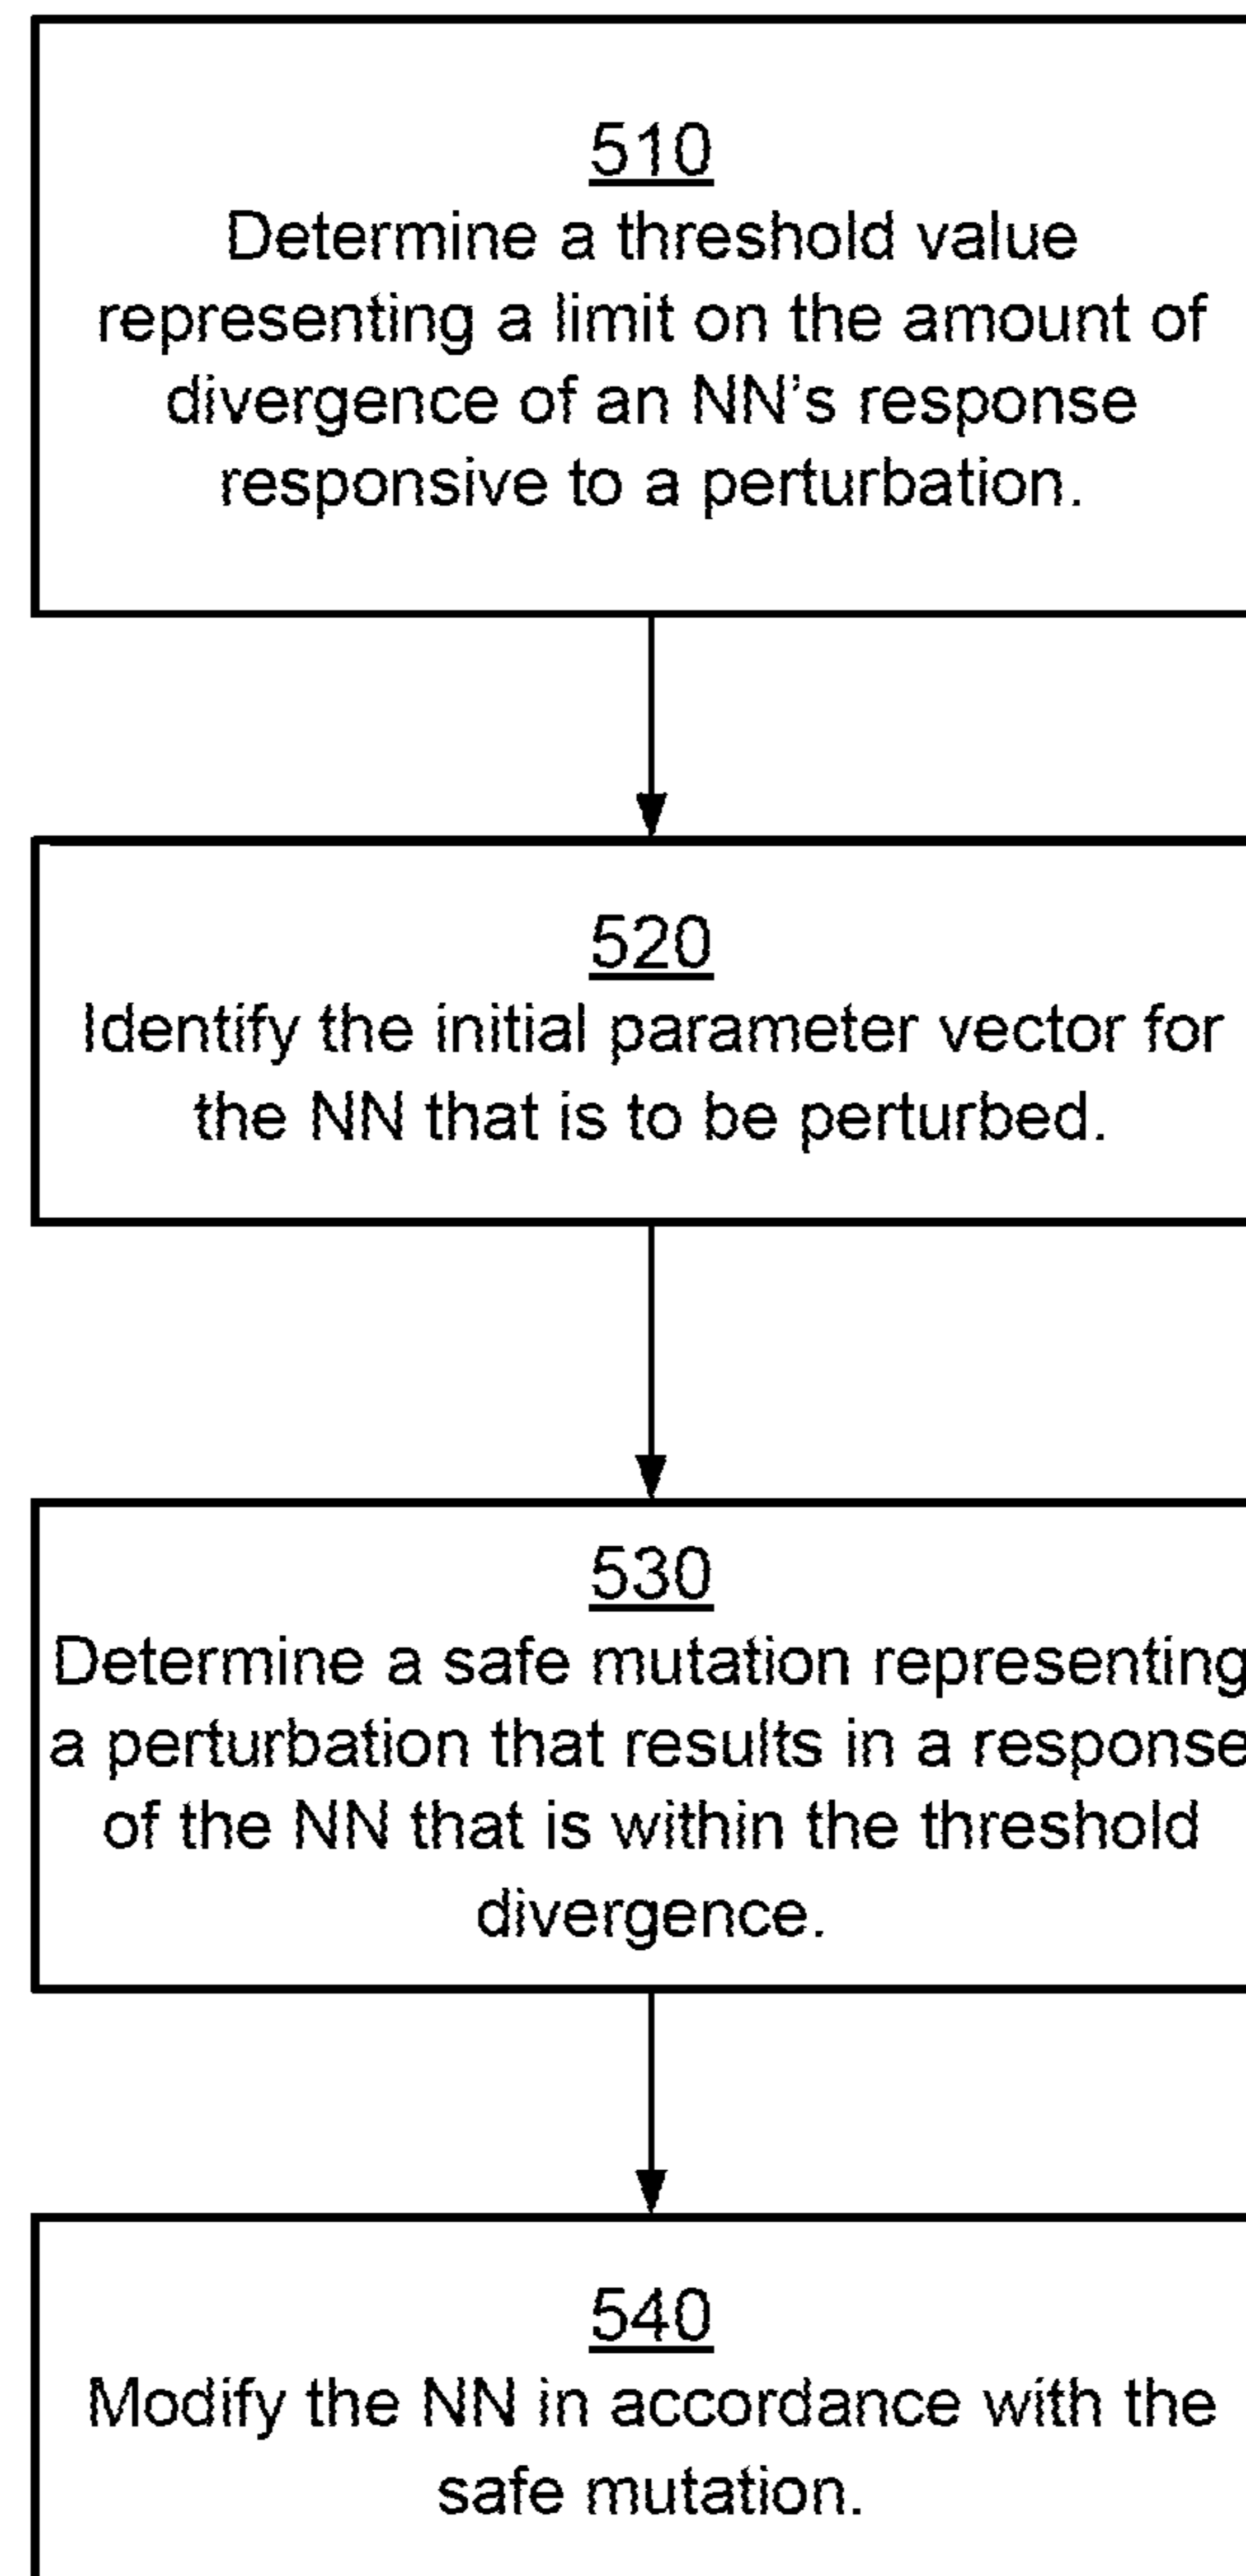 510
Determine a threshold value
representing a limit on the amount of
divergence of an NN's response
responsive to a perturbation.
520
Identify the initial parameter vector for
the NN that is to be perturbed.
530
Determine a safe mutation representing
a perturbation that results in a response
of the NN that is within the threshold
divergence.
540
Modify the NN in accordance with the
safe mutation.